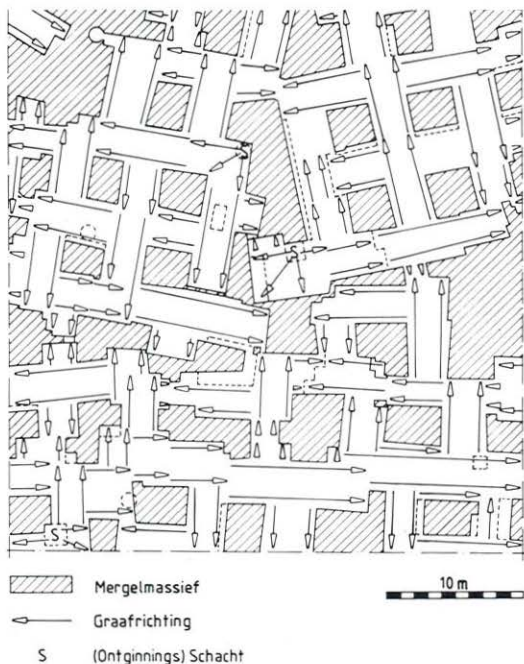 S
S
Mergelmassief
10 m
Graafrichting
S (Ontginnings) Schacht